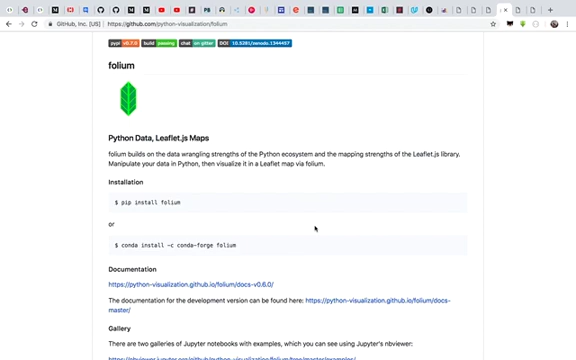 GitHub, Inc. [US]
https://github.com/python-visualization/folium
pypi v0.7.0 build passing chat on gitter DOI 10.5281/zenodo.1344457
folium
Python Data, Leaflet.js Maps
folium builds on the data wrangling strengths of the Python ecosystem and the mapping strengths of the Leaflet.js library.
Manipulate your data in Python, then visualize it in a Leaflet map via folium.
Installation
$ pip install folium
or
$ conda install -c conda-forge folium
Documentation
https://python-visualization.github.io/folium/docs-v0.6.0/
The documentation for the development version can be found here: https://python-visualization.github.io/folium/docs-
master/
Gallery
There are two galleries of Jupyter notebooks with examples, which you can see using Jupyter's nbviewer: